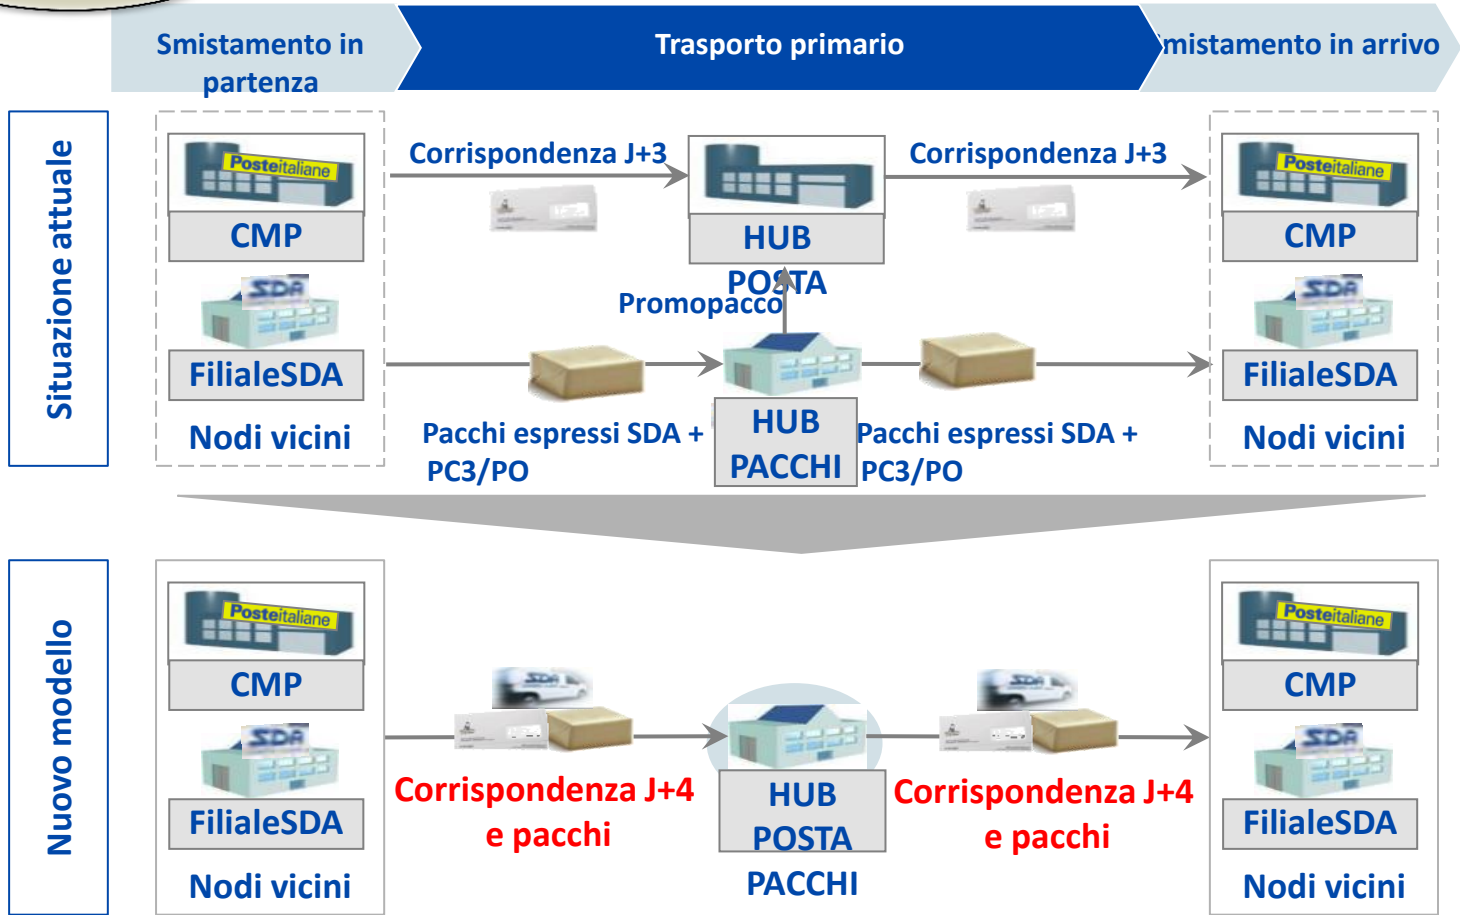 Smistamento in
partenza
Trasporto primario
mistamento in arrivo
Situazione attuale
Posteitaliane
CMP
SDA
FilialeSDA
Nodi vicini
Corrispondenza J+3
HUB
POSTA
Corrispondenza J+3
Promopacco
Pacchi espressi SDA +
PC3/PO
HUB
PACCHI
Pacchi espressi SDA +
PC3/PO
Posteitaliane
CMP
SDA
FilialeSDA
Nodi vicini
Nuovo modello
Posteitaliane
CMP
SDA
FilialeSDA
Nodi vicini
SDA
Corrispondenza J+4
e pacchi
HUB
POSTA
PACCHI
SDA
Corrispondenza J+4
e pacchi
Posteitaliane
CMP
SDA
FilialeSDA
Nodi vicini